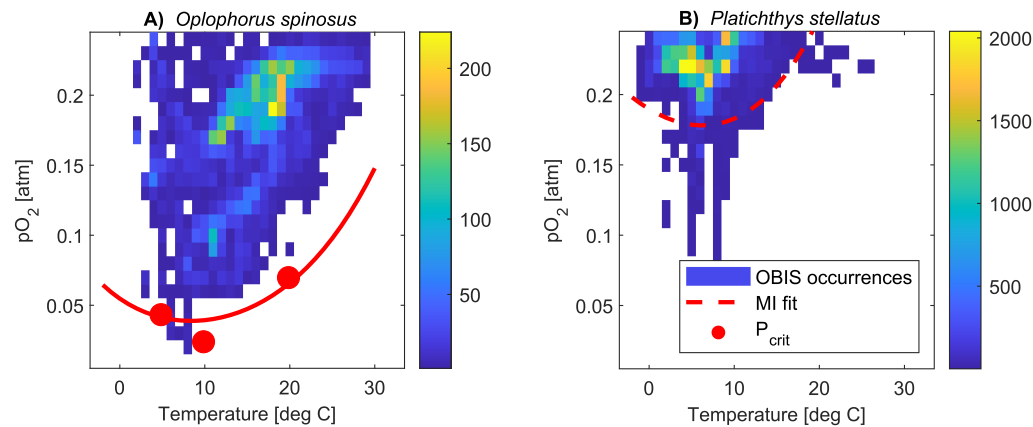 A) Oplophorus spinosus
pO2 [atm]
0.2
0.15
0.1
0.05
0
10
20
30
Temperature [deg C]
200
150
100
50
B) Platichthys stellatus
pO2 [atm]
0.2
0.15
0.1
0.05
0
10
20
30
Temperature [deg C]
OBIS occurrences
MI fit
Pcrit
2000
1500
1000
500